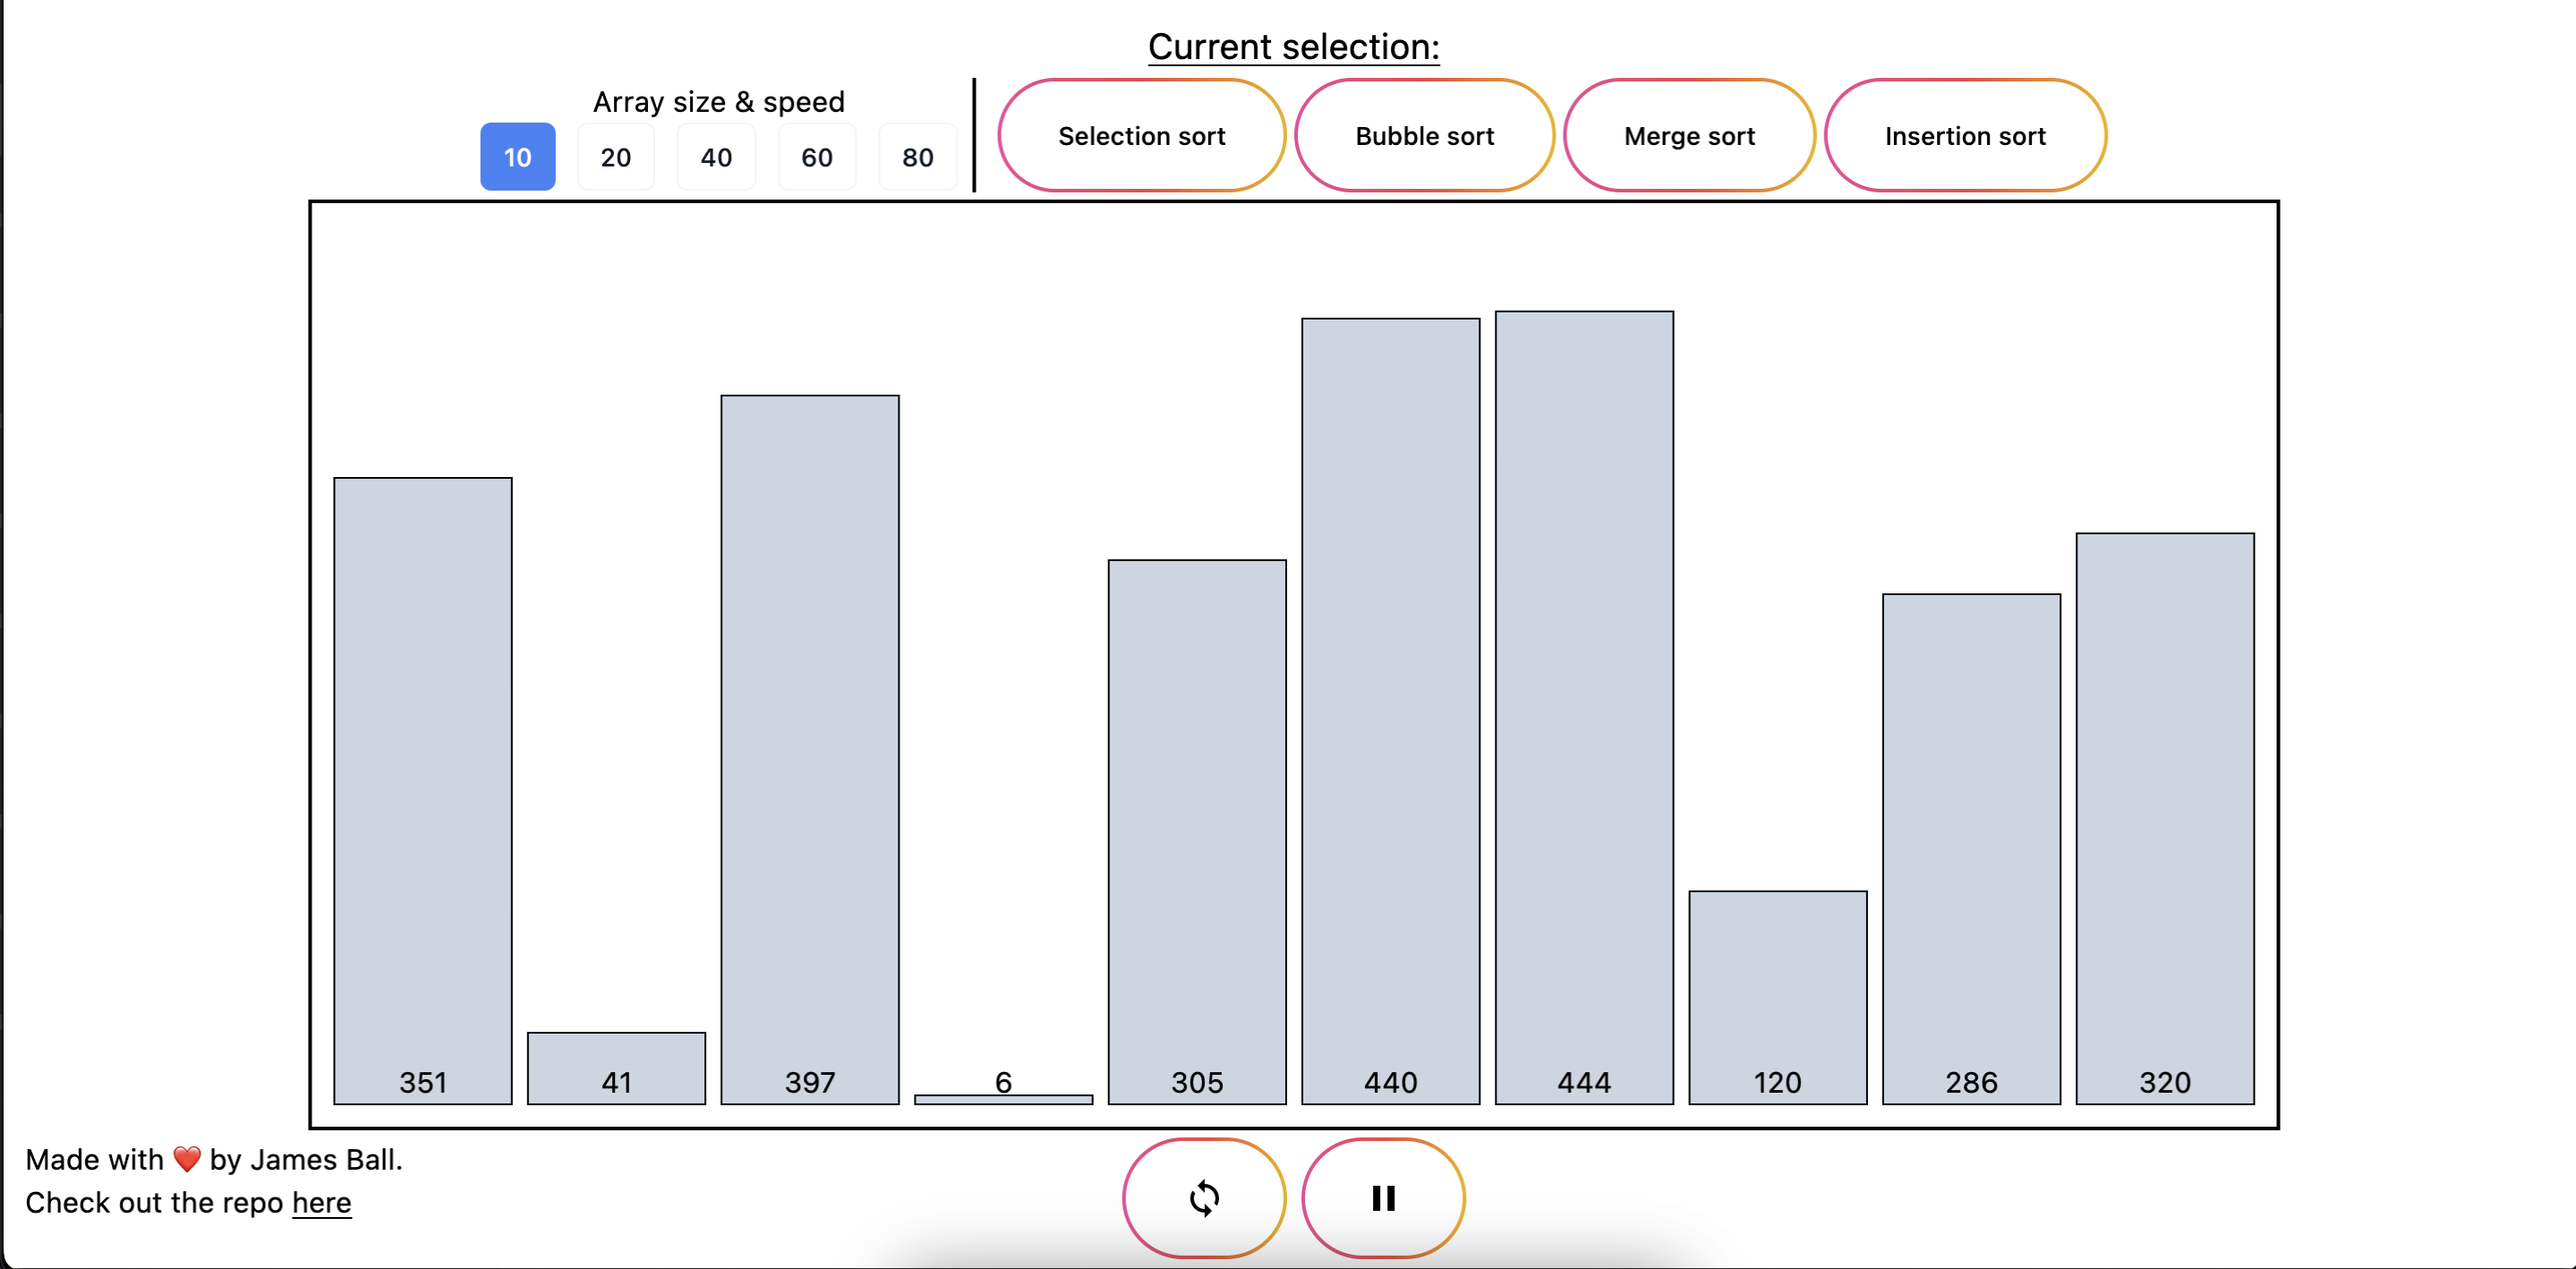 Current selection:
Array size & speed
10 20 40 60 80
Selection sort Bubble sort Merge sort Insertion sort
351 41 397 6 305 440 444 120 286 320
Made with ❤️ by James Ball.
Check out the repo here